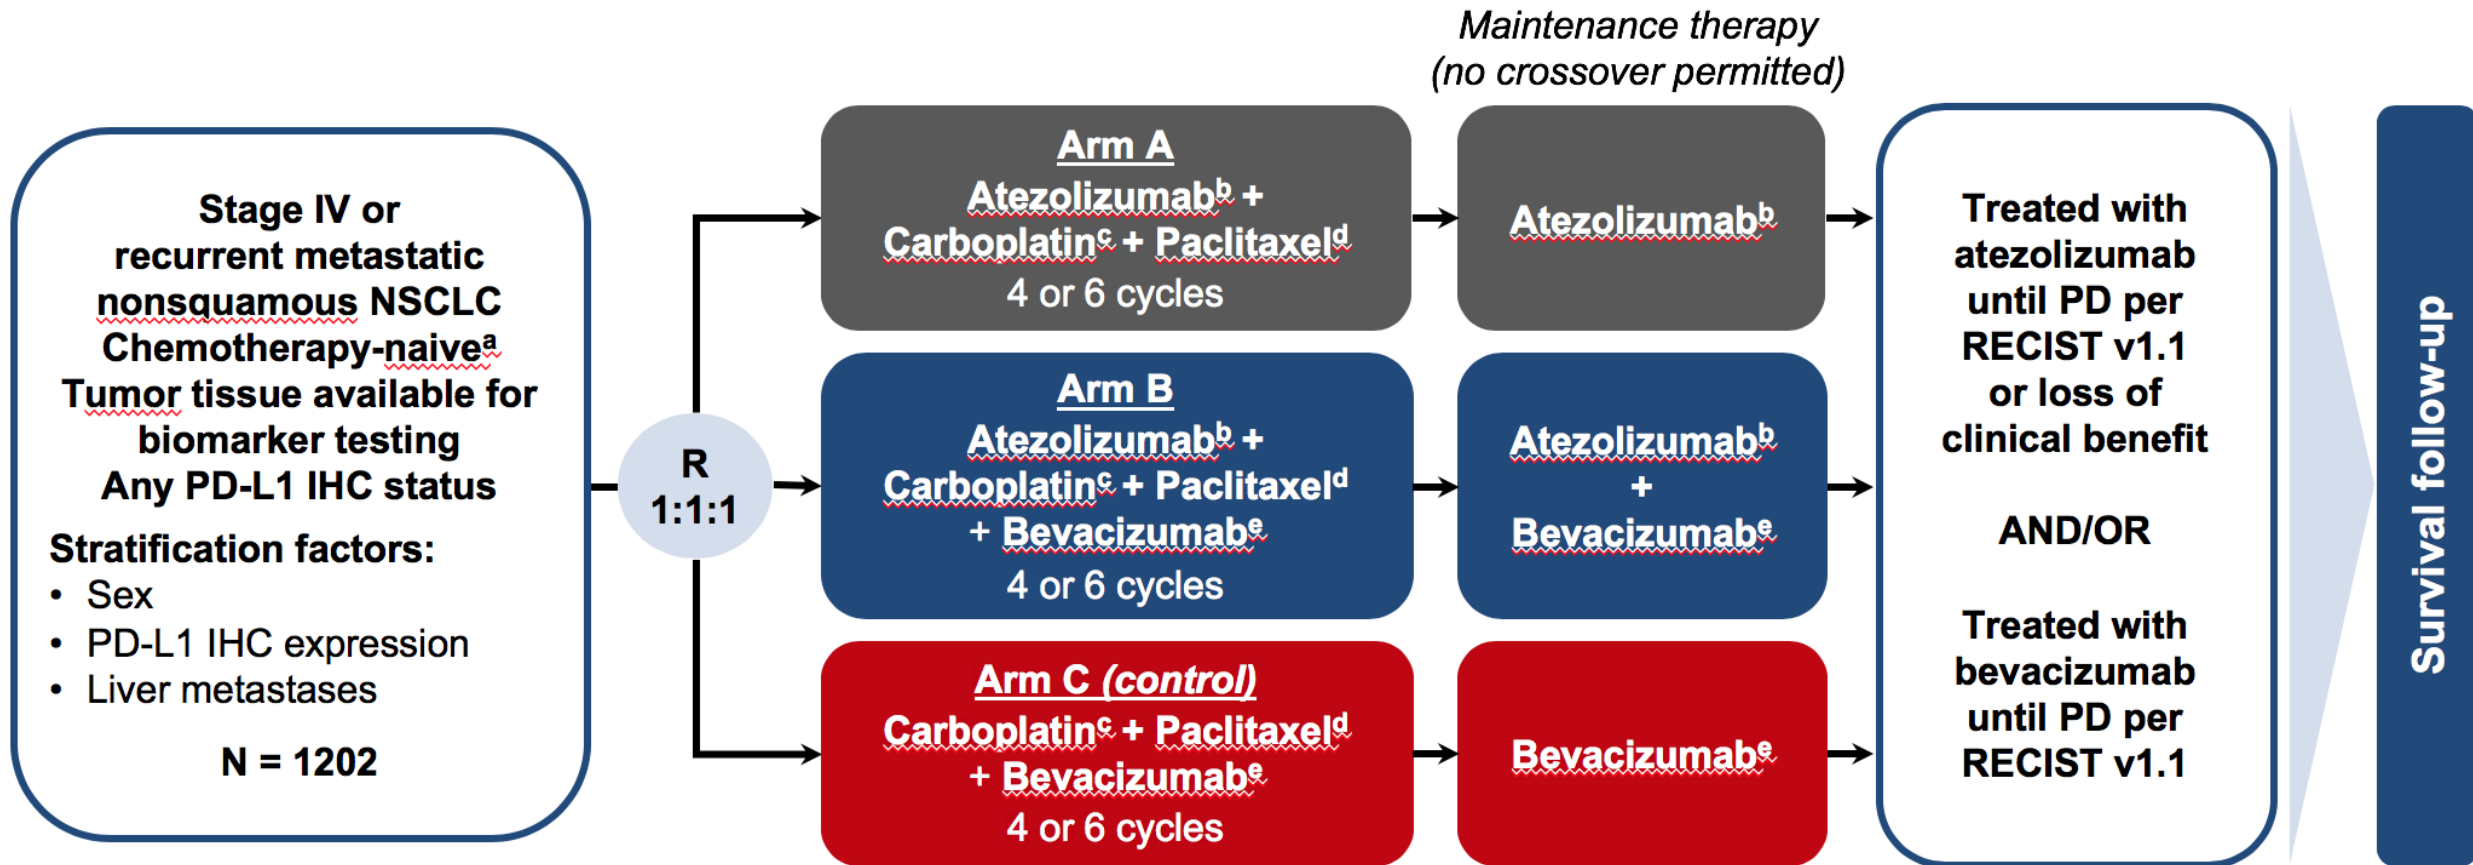 Maintenance therapy
(no crossover permitted)
Stage IV or
recurrent metastatic
nonsquamous NSCLC
Chemotherapy-naiveᵃ
Tumor tissue available for
biomarker testing
Any PD-L1 IHC status
Stratification factors:
• Sex
• PD-L1 IHC expression
• Liver metastases
N = 1202
R
1:1:1
Arm A
Atezolizumabᵇ +
Carboplatinᶜ + Paclitaxelᵈ
4 or 6 cycles
Atezolizumabᵇ
Arm B
Atezolizumabᵇ +
Carboplatinᶜ + Paclitaxelᵈ
+ Bevacizumabᵉ
4 or 6 cycles
Atezolizumabᵇ
+
Bevacizumabᵉ
Arm C (control)
Carboplatinᶜ + Paclitaxelᵈ
+ Bevacizumabᵉ
4 or 6 cycles
Bevacizumabᵉ
Treated with
atezolizumab
until PD per
RECIST v1.1
or loss of
clinical benefit
AND/OR
Treated with
bevacizumab
until PD per
RECIST v1.1
Survival follow-up